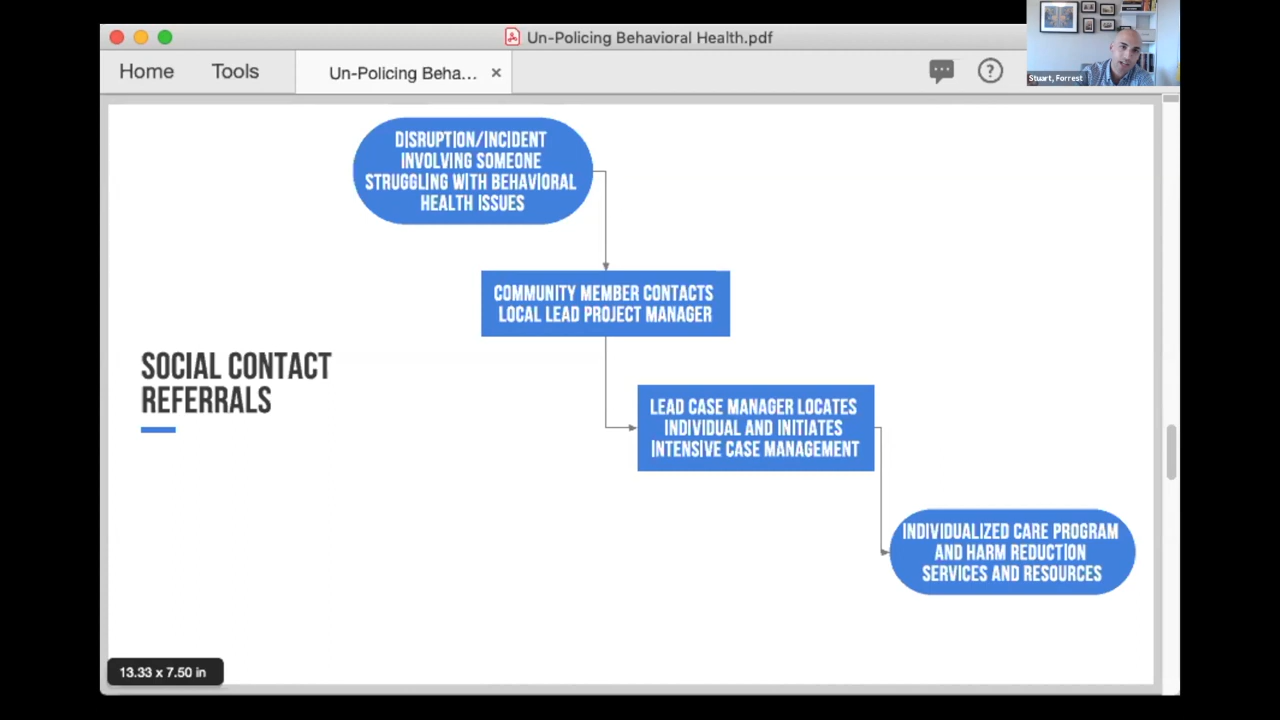 Un-Policing Behavioral Health.pdf
Home
Tools
Un-Policing Beha...
Stuart, Forrest
DISRUPTION/INCIDENT
INVOLVING SOMEONE
STRUGGLING WITH BEHAVIORAL
HEALTH ISSUES
COMMUNITY MEMBER CONTACTS
LOCAL LEAD PROJECT MANAGER
SOCIAL CONTACT
REFERRALS
LEAD CASE MANAGER LOCATES
INDIVIDUAL AND INITIATES
INTENSIVE CASE MANAGEMENT
INDIVIDUALIZED CARE PROGRAM
AND HARM REDUCTION
SERVICES AND RESOURCES
13.33 x 7.50 in